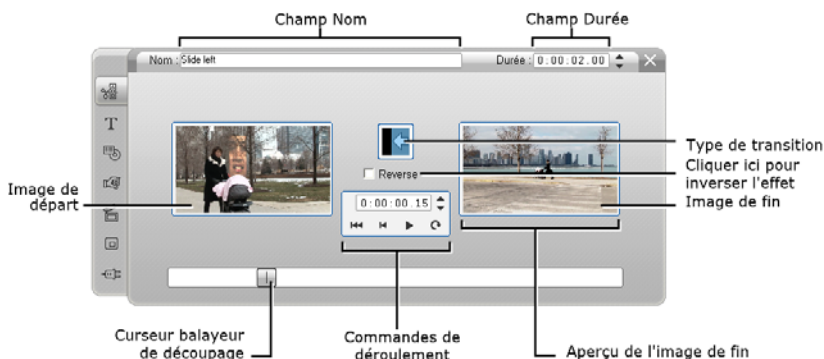 Champ Nom
Champ Durée
Nom : Slide left
Durée : 0:00:02.00
T
Type de transition
Reverse
Cliquer ici pour
inverser l'effet
Image de
départ
Image de fin
0:00:00.15
Curseur balayeur
de découpage
Commandes de
déroulement
Aperçu de l'image de fin